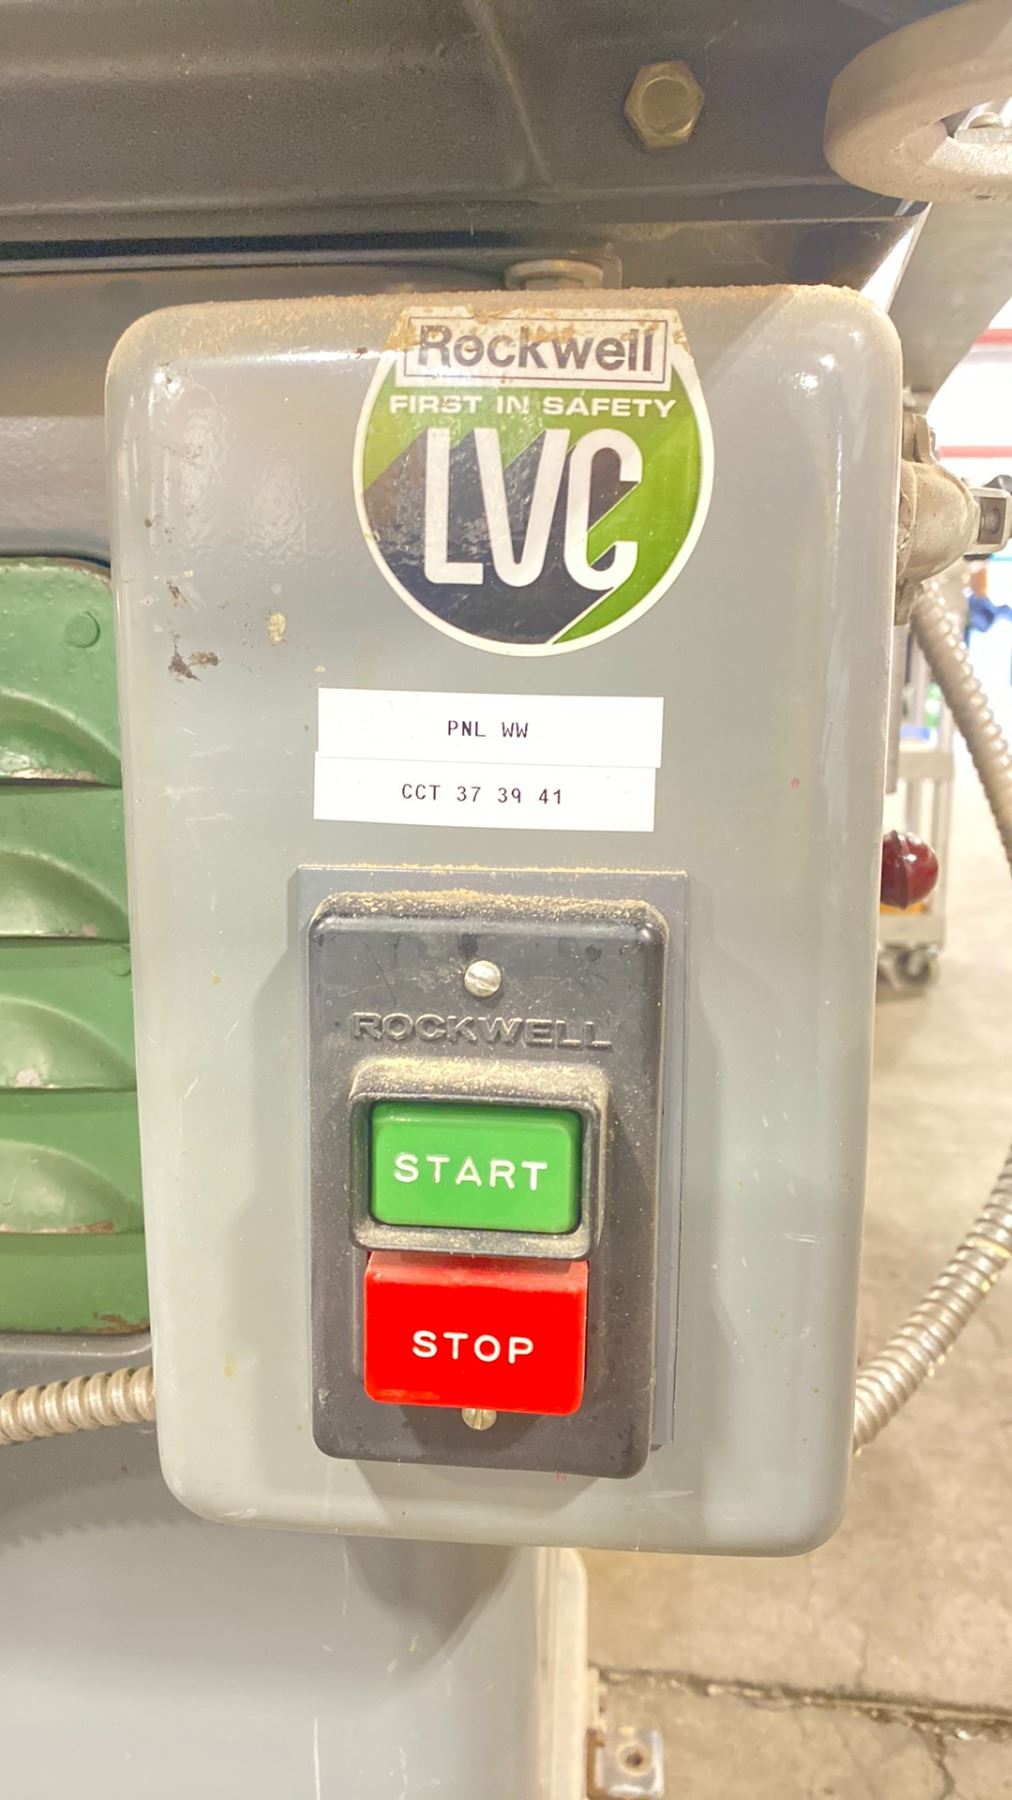 Rockwell
FIRST IN SAFETY
LVC
PNL WW
CCT 37 39 41
ROCKWELL
START
STOP